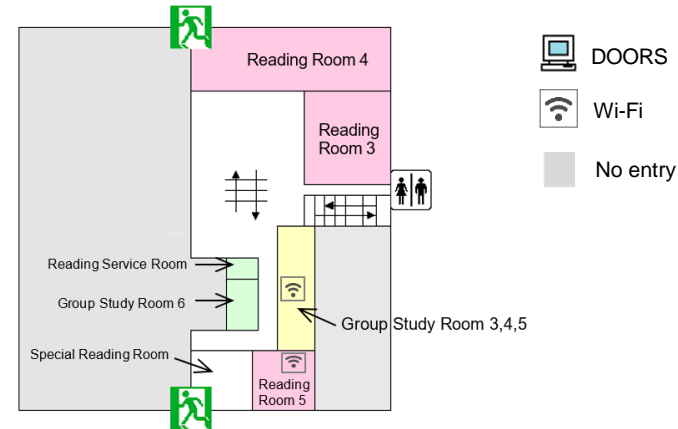 Reading Room 4
Reading
Room 3
Reading Service Room
Group Study Room 6
Group Study Room 3,4,5
Special Reading Room
Reading
Room 5
DOORS
Wi-Fi
No entry